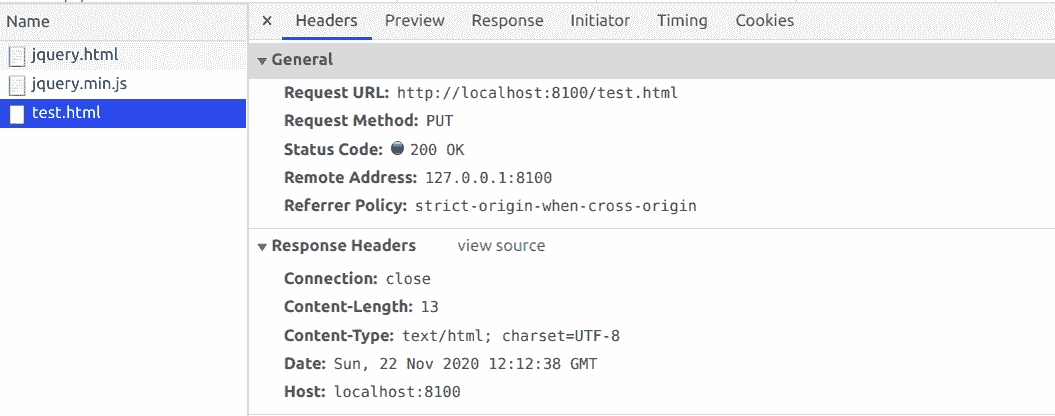 Name
× Headers Preview Response Initiator Timing Cookies
jquery.html
jquery.min.js
test.html
General
Request URL: http://localhost:8100/test.html
Request Method: PUT
Status Code: 200 OK
Remote Address: 127.0.0.1:8100
Referrer Policy: strict-origin-when-cross-origin
Response Headers view source
Connection: close
Content-Length: 13
Content-Type: text/html; charset=UTF-8
Date: Sun, 22 Nov 2020 12:12:38 GMT
Host: localhost:8100